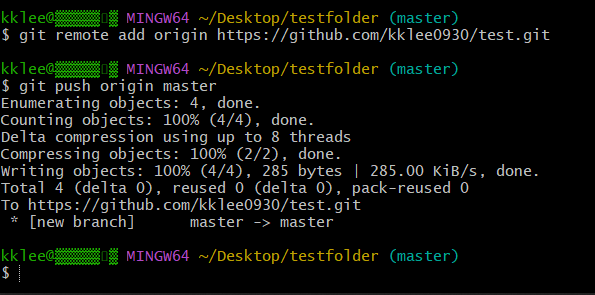 kklee@▒▒▒▒▒▯▒ MINGW64 ~/Desktop/testfolder (master)
$ git remote add origin https://github.com/kklee0930/test.git
kklee@▒▒▒▒▒▯▒ MINGW64 ~/Desktop/testfolder (master)
$ git push origin master
Enumerating objects: 4, done.
Counting objects: 100% (4/4), done.
Delta compression using up to 8 threads
Compressing objects: 100% (2/2), done.
Writing objects: 100% (4/4), 285 bytes | 285.00 KiB/s, done.
Total 4 (delta 0), reused 0 (delta 0), pack-reused 0
To https://github.com/kklee0930/test.git
 * [new branch]      master -> master
kklee@▒▒▒▒▒▯▒ MINGW64 ~/Desktop/testfolder (master)
$